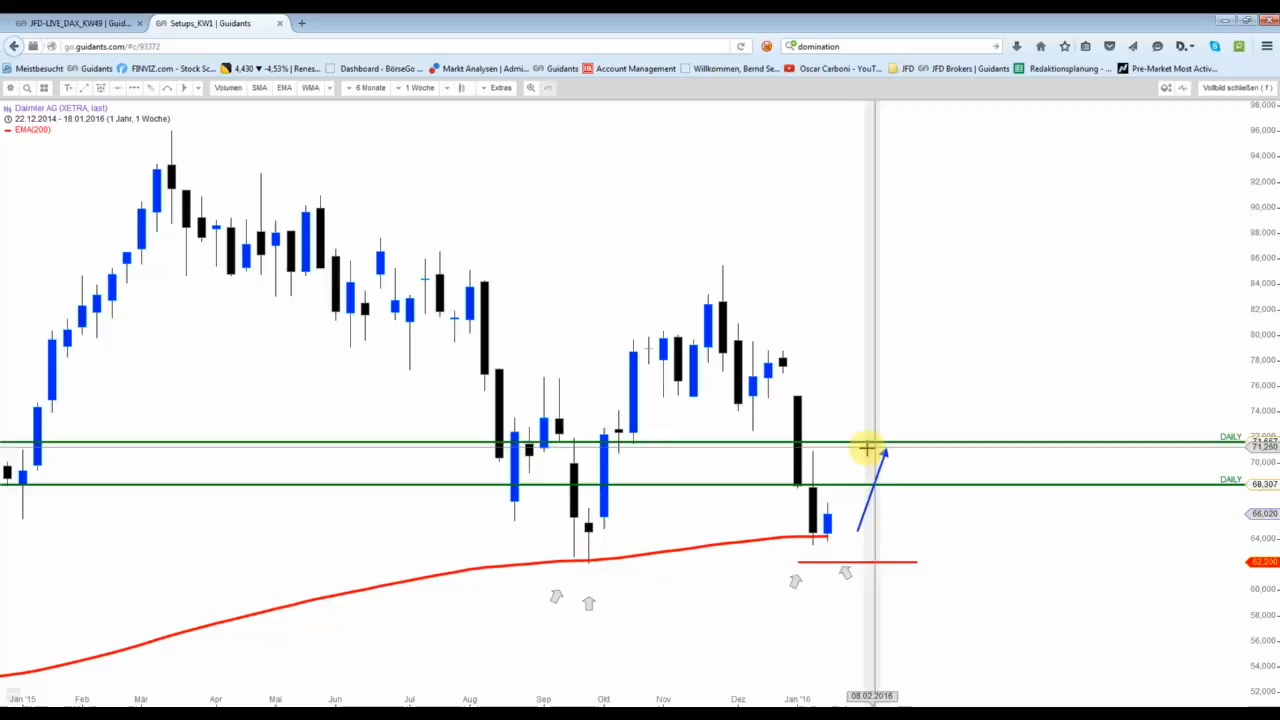 JFD-LIVE_DAX_KW49 | Guid... × Setups_KW1 | Guidants × +
go.guidants.com/#c/93372 domination
Meistbesucht Guidants FINVIZ.com - Stock Sc... 4,430 ▼ -4,53% | Renes... Dashboard ‹ BörseGo ... Markt Analysen | Admi... Guidants Account Management Willkommen, Bernd Se... Oscar Carboni - YouT... JFD JFD Brokers | Guidants Redaktionsplanung -... Pre-Market Most Activ...
Volumen SMA EMA WMA 6 Monate 1 Woche Extras Vollbild schließen ( f )
Daimler AG (XETRA, last)
22.12.2014 - 18.01.2016 (1 Jahr, 1 Woche)
EMA(200)
98,000
96,000
94,000
92,000
90,000
88,000
86,000
84,000
82,000
80,000
78,000
76,000
74,000
DAILY
71,260
70,000
DAILY 68,307
66,020
64,000
62,200
60,000
58,000
56,000
54,000
52,000
Jan '15 Feb Mär Apr Mai Jun Jul Aug Sep Okt Nov Dez Jan '16 08.02.2016